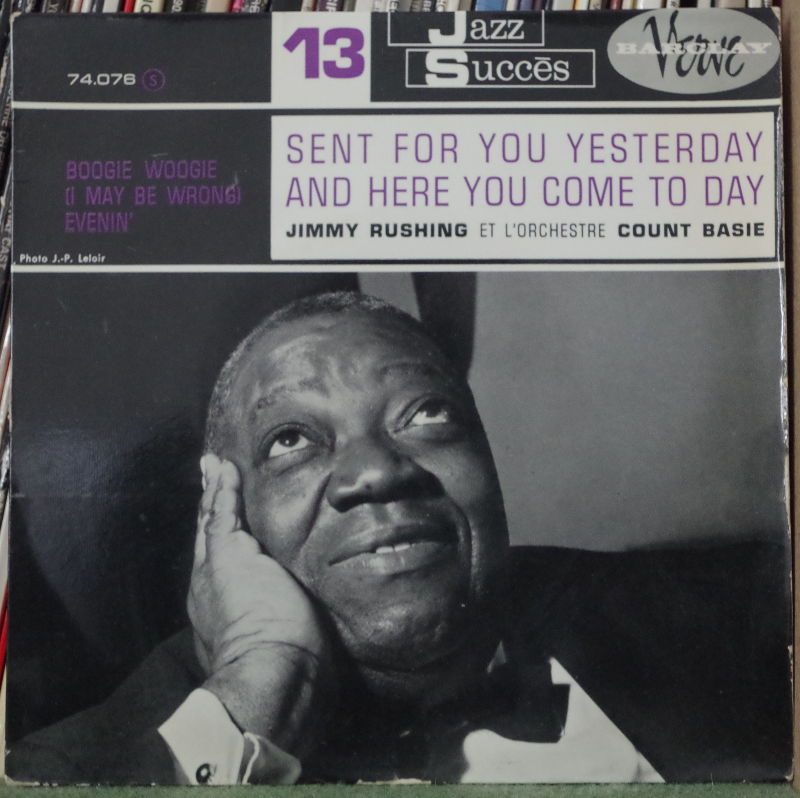 74.076 S
13
Jazz
Succēs
Verve
BARCLAY
BOOGIE WOOGIE
(I MAY BE WRONG)
EVENIN'
SENT FOR YOU YESTERDAY
AND HERE YOU COME TO DAY
JIMMY RUSHING ET L'ORCHESTRE COUNT BASIE
Photo J.-P. Leloir